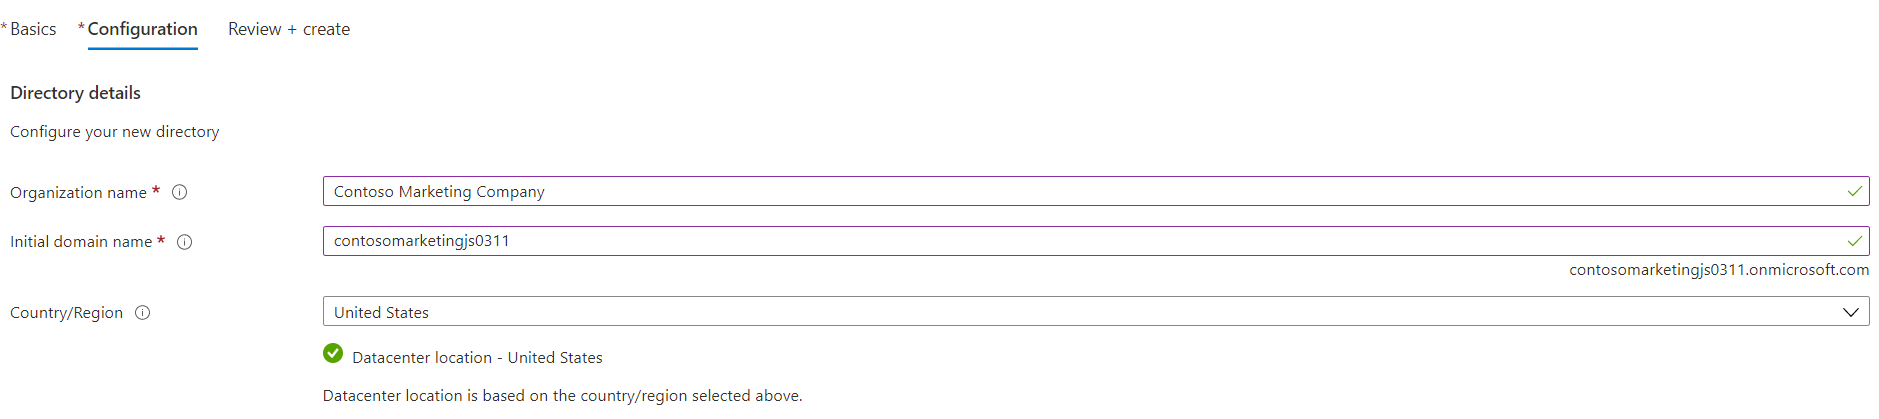 * Basics * Configuration Review + create
Directory details
Configure your new directory
Organization name * Contoso Marketing Company
Initial domain name * contosomarketingjs0311
contosomarketingjs0311.onmicrosoft.com
Country/Region United States
Datacenter location - United States
Datacenter location is based on the country/region selected above.